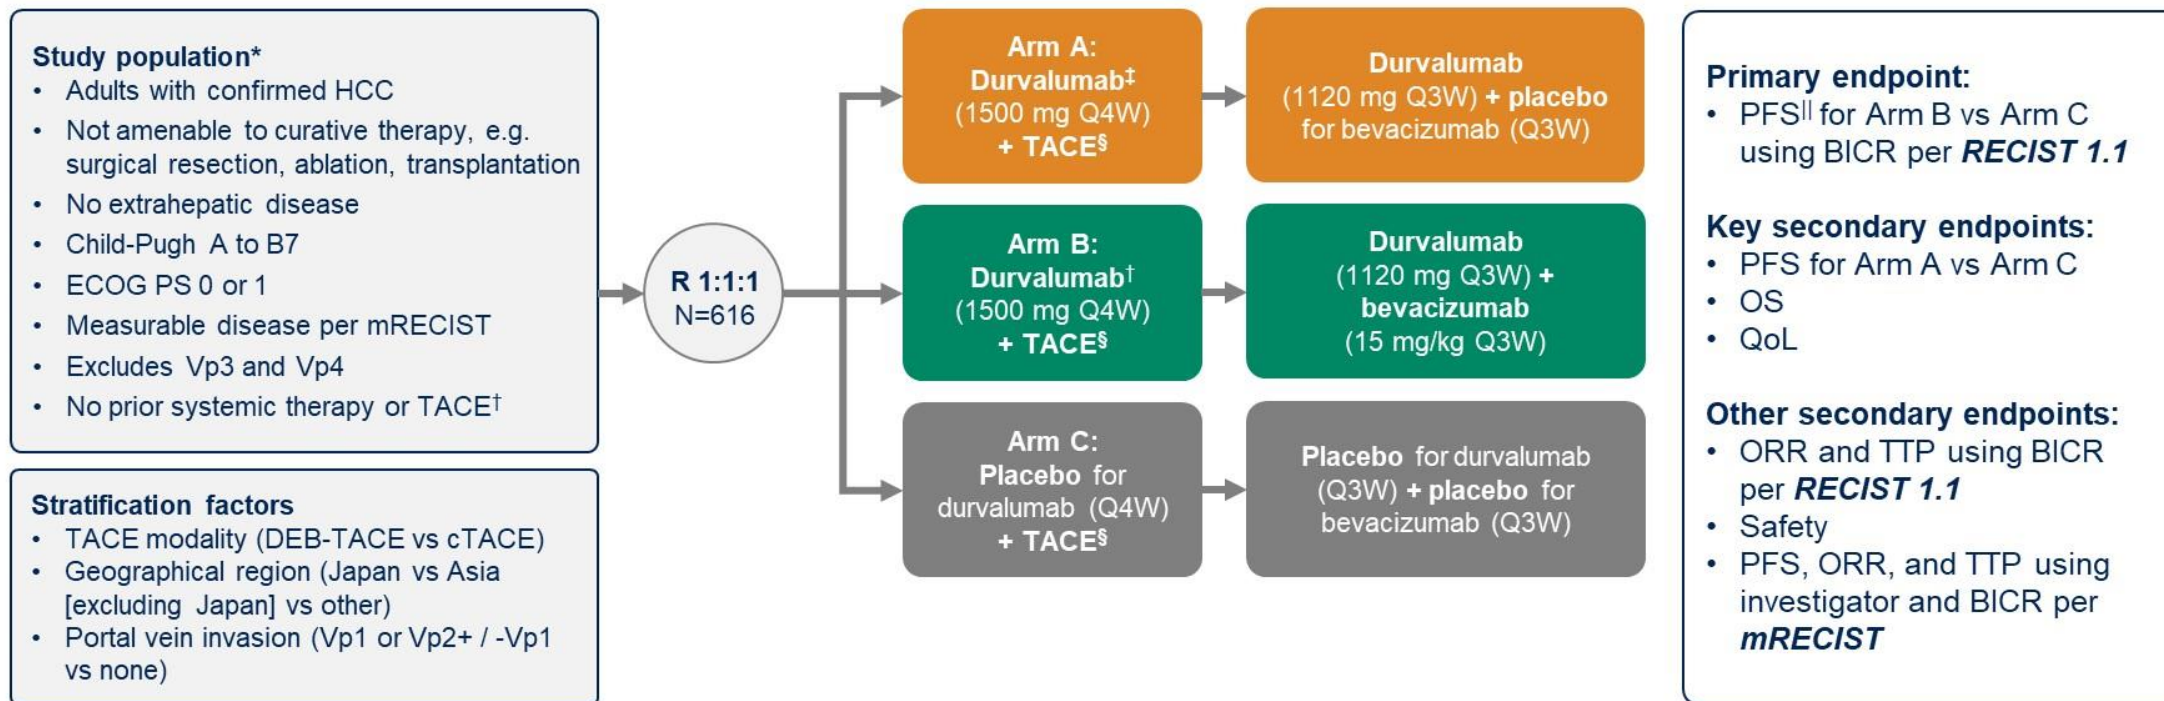 Study population*
• Adults with confirmed HCC
• Not amenable to curative therapy, e.g.
surgical resection, ablation, transplantation
• No extrahepatic disease
• Child-Pugh A to B7
• ECOG PS 0 or 1
• Measurable disease per mRECIST
• Excludes Vp3 and Vp4
• No prior systemic therapy or TACE†
Stratification factors
• TACE modality (DEB-TACE vs cTACE)
• Geographical region (Japan vs Asia
[excluding Japan] vs other)
• Portal vein invasion (Vp1 or Vp2+ / -Vp1
vs none)
R 1:1:1
N=616
Arm A:
Durvalumab‡
(1500 mg Q4W)
+ TACE§
Durvalumab
(1120 mg Q3W) + placebo
for bevacizumab (Q3W)
Arm B:
Durvalumab†
(1500 mg Q4W)
+ TACE§
Durvalumab
(1120 mg Q3W) +
bevacizumab
(15 mg/kg Q3W)
Arm C:
Placebo for
durvalumab (Q4W)
+ TACE§
Placebo for durvalumab
(Q3W) + placebo for
bevacizumab (Q3W)
Primary endpoint:
• PFS|| for Arm B vs Arm C
using BICR per RECIST 1.1
Key secondary endpoints:
• PFS for Arm A vs Arm C
• OS
• QoL
Other secondary endpoints:
• ORR and TTP using BICR
per RECIST 1.1
• Safety
• PFS, ORR, and TTP using
investigator and BICR per
mRECIST